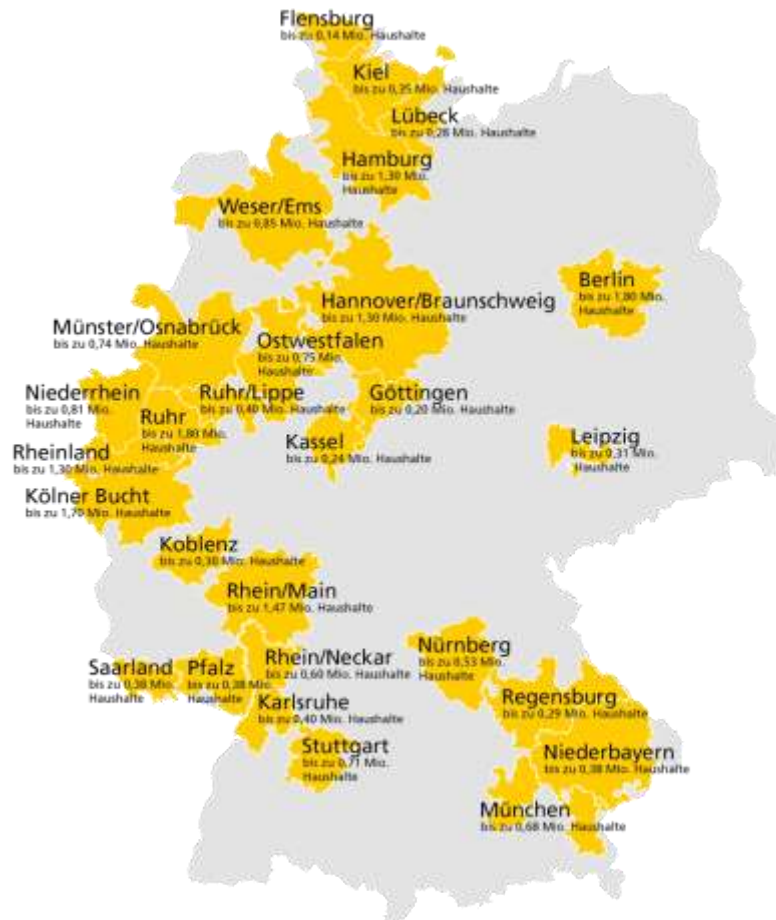 Flensburg
bis zu 0,14 Mio. Haushalte
Kiel
bis zu 0,35 Mio. Haushalte
Lübeck
bis zu 0,28 Mio. Haushalte
Hamburg
bis zu 1,30 Mio.
Haushalte
Weser/Ems
bis zu 0,85 Mio. Haushalte
Berlin
bis zu 1,80 Mio.
Haushalte
Hannover/Braunschweig
bis zu 1,30 Mio. Haushalte
Münster/Osnabrück
bis zu 0,74 Mio. Haushalte
Ostwestfalen
bis zu 0,75 Mio.
Haushalte
Niederrhein
bis zu 0,81 Mio.
Haushalte
Ruhr/Lippe
bis zu 0,40 Mio. Haushalte
Göttingen
bis zu 0,20 Mio. Haushalte
Ruhr
bis zu 1,80 Mio.
Haushalte
Kassel
bis zu 0,24 Mio. Haushalte
Leipzig
bis zu 0,31 Mio.
Haushalte
Rheinland
bis zu 1,30 Mio. Haushalte
Kölner Bucht
bis zu 1,70 Mio. Haushalte
Koblenz
bis zu 0,30 Mio. Haushalte
Rhein/Main
bis zu 1,47 Mio. Haushalte
Nürnberg
bis zu 0,53 Mio.
Haushalte
Saarland
bis zu 0,38 Mio.
Haushalte
Pfalz
bis zu 0,38 Mio.
Haushalte
Rhein/Neckar
bis zu 0,60 Mio. Haushalte
Regensburg
bis zu 0,29 Mio. Haushalte
Karlsruhe
bis zu 0,40 Mio. Haushalte
Stuttgart
bis zu 0,71 Mio.
Haushalte
Niederbayern
bis zu 0,38 Mio. Haushalte
München
bis zu 0,68 Mio. Haushalte